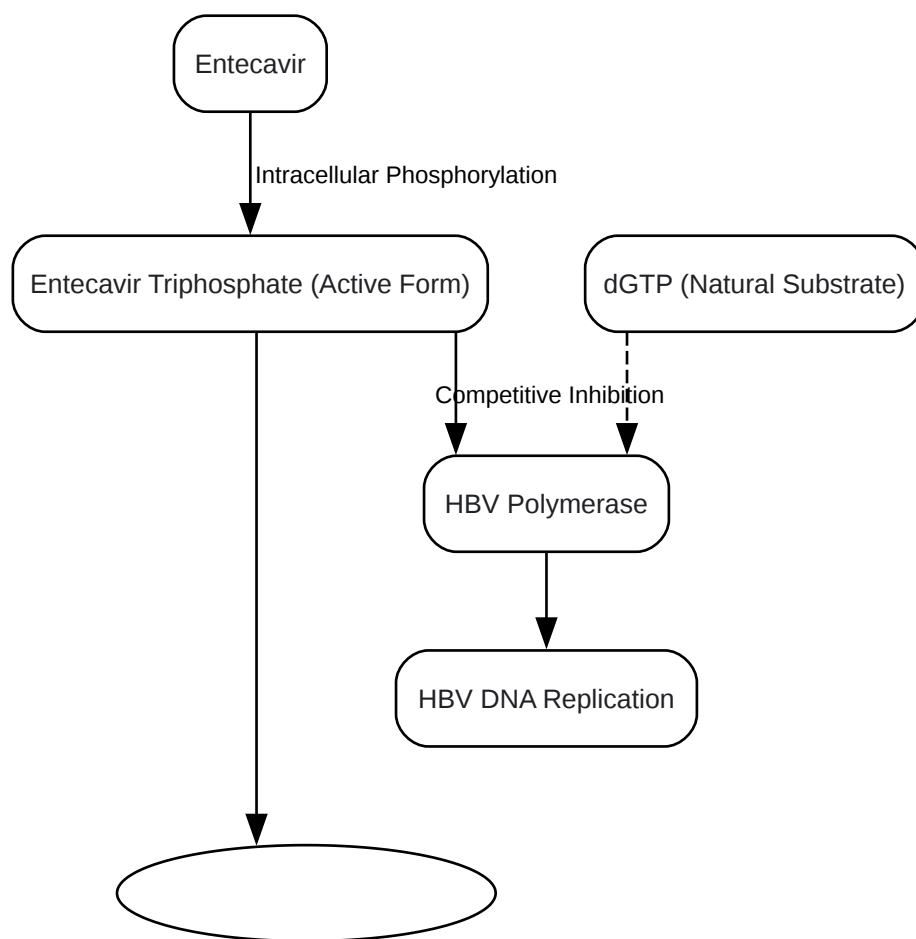 Entecavir
Intracellular Phosphorylation
Entecavir Triphosphate (Active Form)
dGTP (Natural Substrate)
Competitive Inhibition
HBV Polymerase
HBV DNA Replication